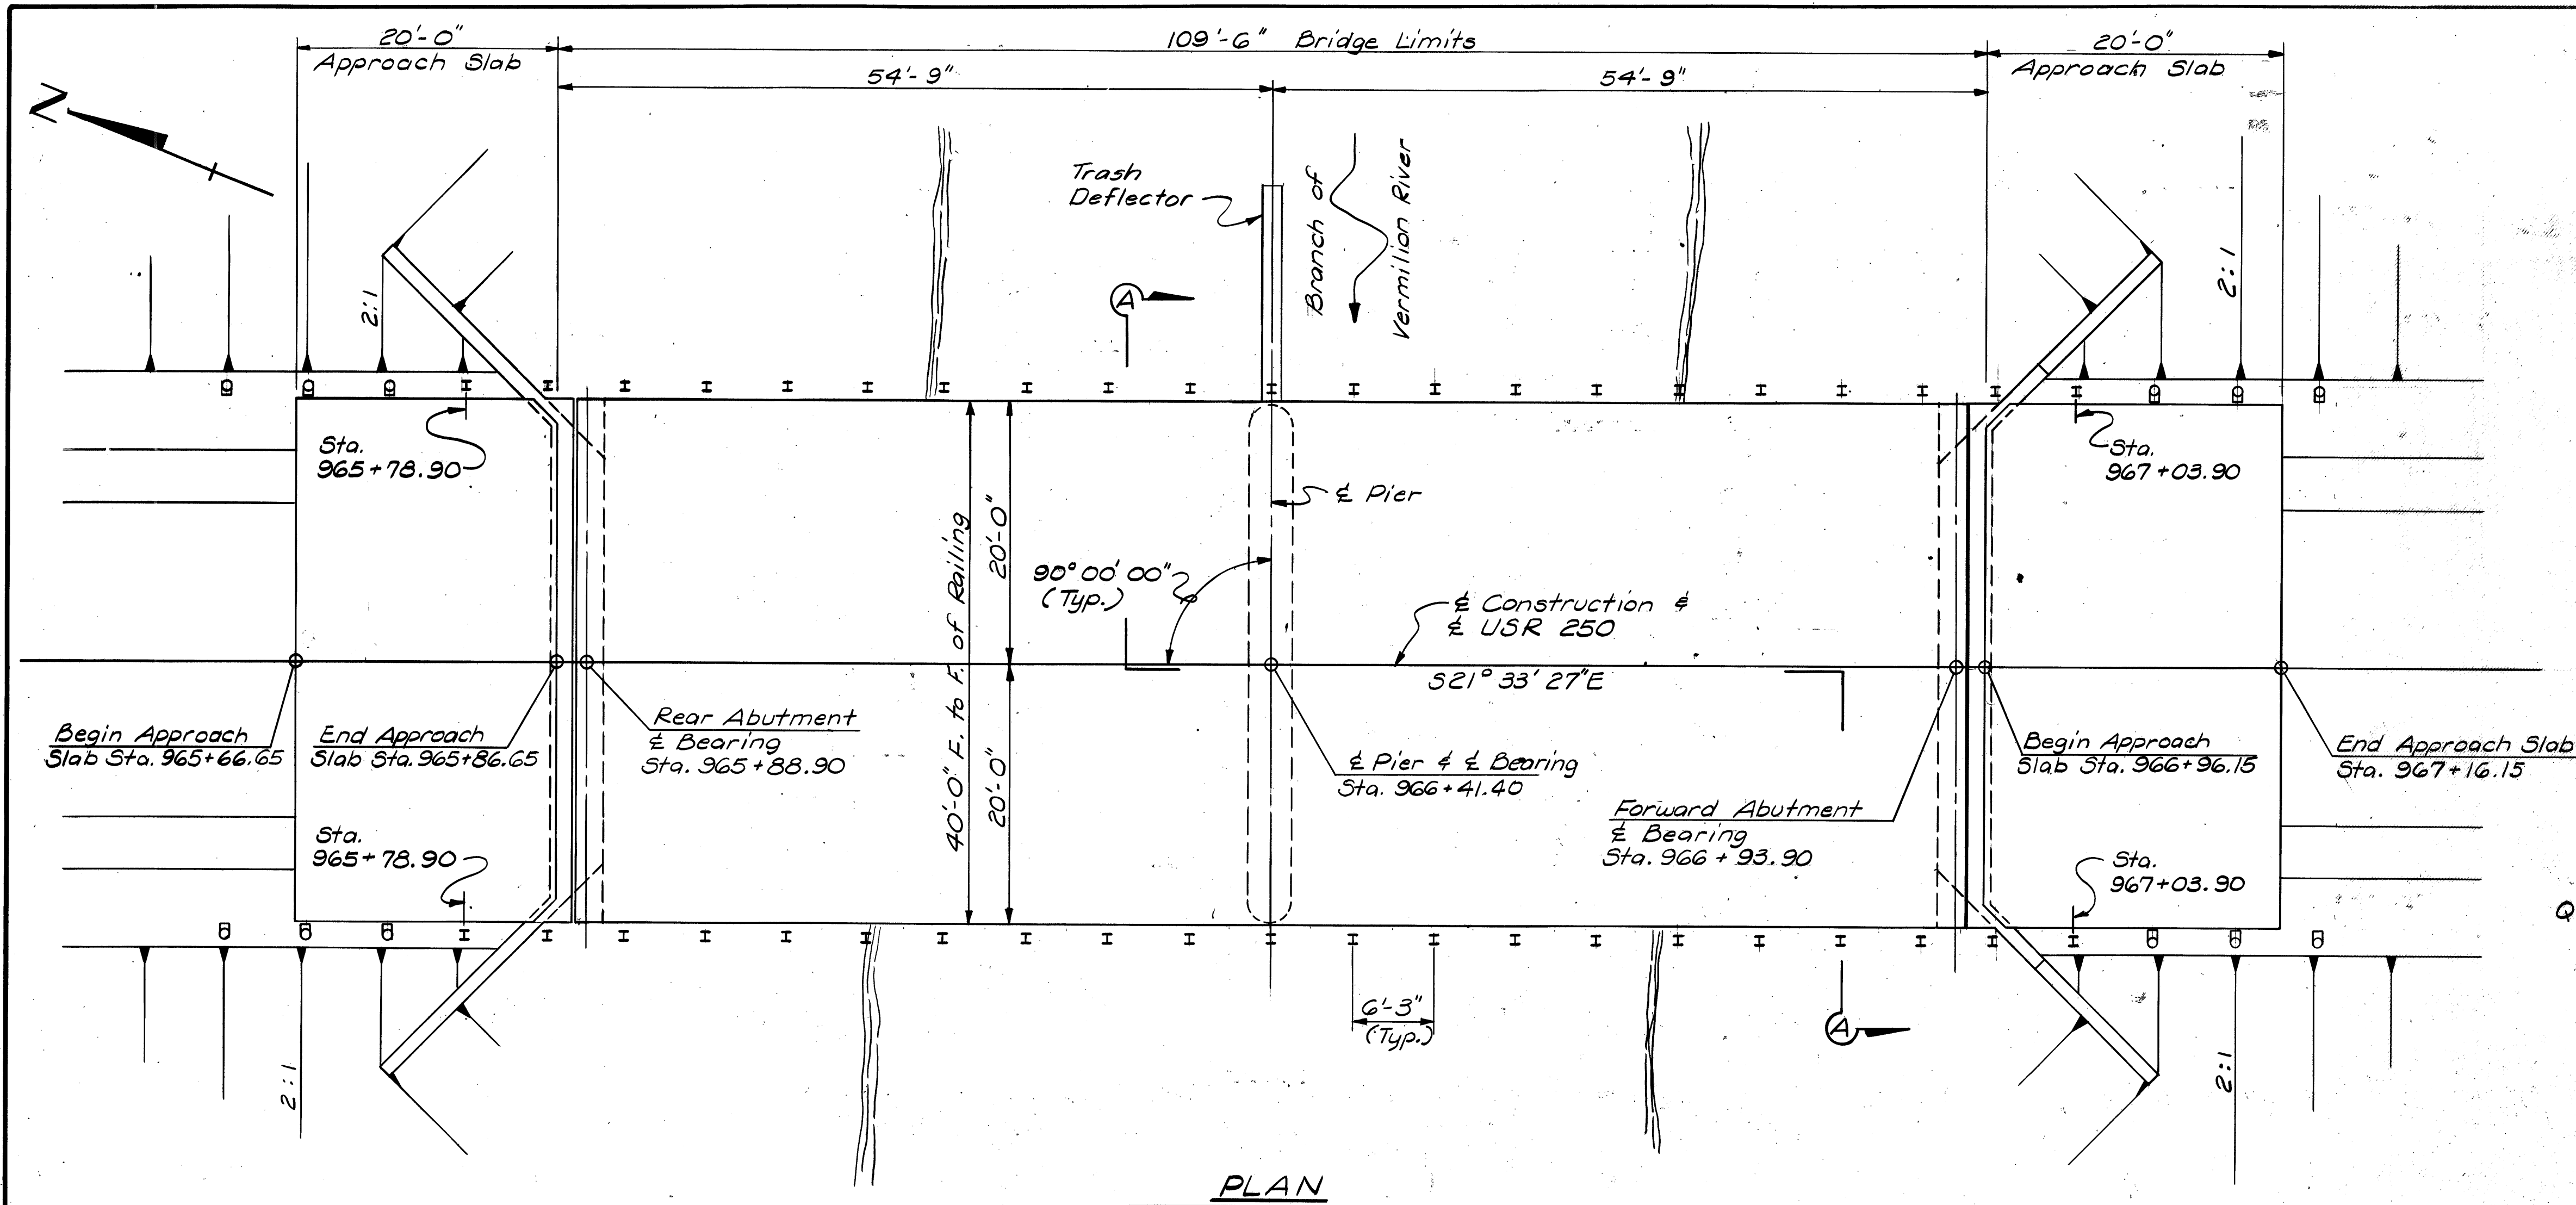 20'-0"
Approach Slab
109'-6" Bridge Limits
20'-0"
Approach Slab
54'-9"
54'-9"
N
Trash
Deflector
Branch of
Vermilion River
A
2:1
2:1
Sta.
965+78.90
Sta.
967+03.90
℄ Pier
40'-0" F. to F. of Railing
20'-0"
20'-0"
90° 00' 00"
(Typ.)
℄ Construction &
℄ USR 250
S21° 33' 27"E
Begin Approach
Slab Sta. 965+66.65
End Approach
Slab Sta. 965+86.65
Rear Abutment
℄ Bearing
Sta. 965+88.90
℄ Pier & ℄ Bearing
Sta. 966+41.40
Forward Abutment
℄ Bearing
Sta. 966+93.90
Begin Approach
Slab Sta. 966+96.15
End Approach Slab
Sta. 967+16.15
Sta.
965+78.90
Sta.
967+03.90
6'-3"
(Typ.)
A
2:1
2:1
PLAN